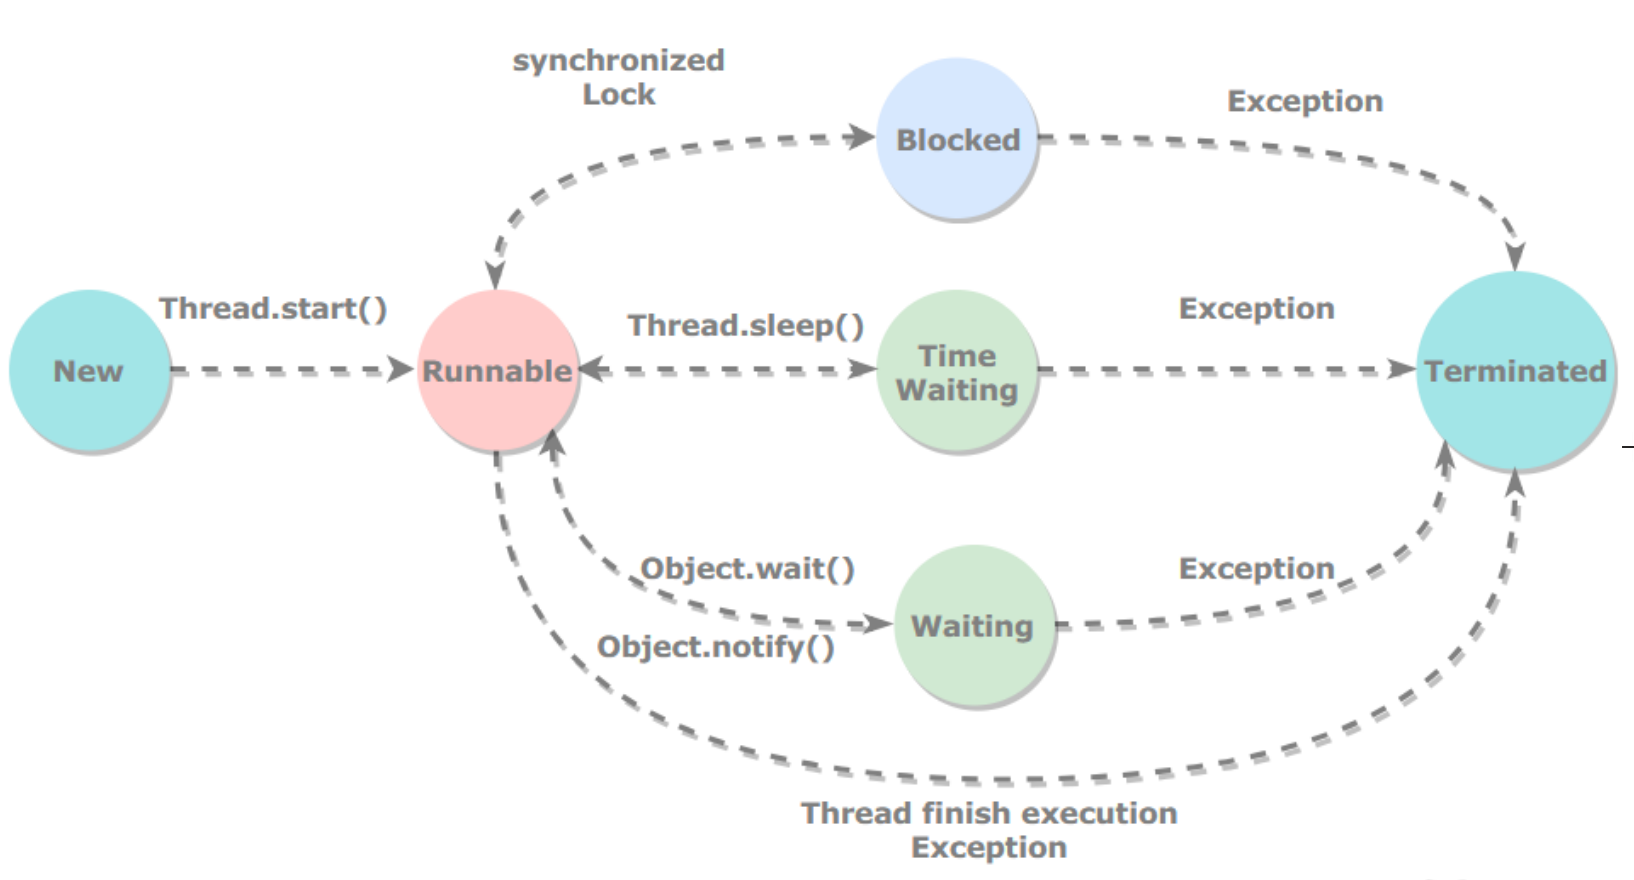 synchronized
Lock
Blocked
Exception
New
Thread.start()
Runnable
Thread.sleep()
Time
Waiting
Exception
Terminated
Object.wait()
Object.notify()
Waiting
Exception
Thread finish execution
Exception